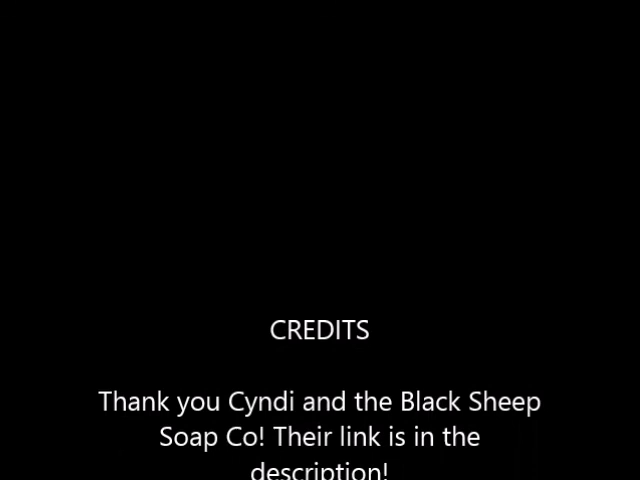 CREDITS
Thank you Cyndi and the Black Sheep
Soap Co! Their link is in the
description!